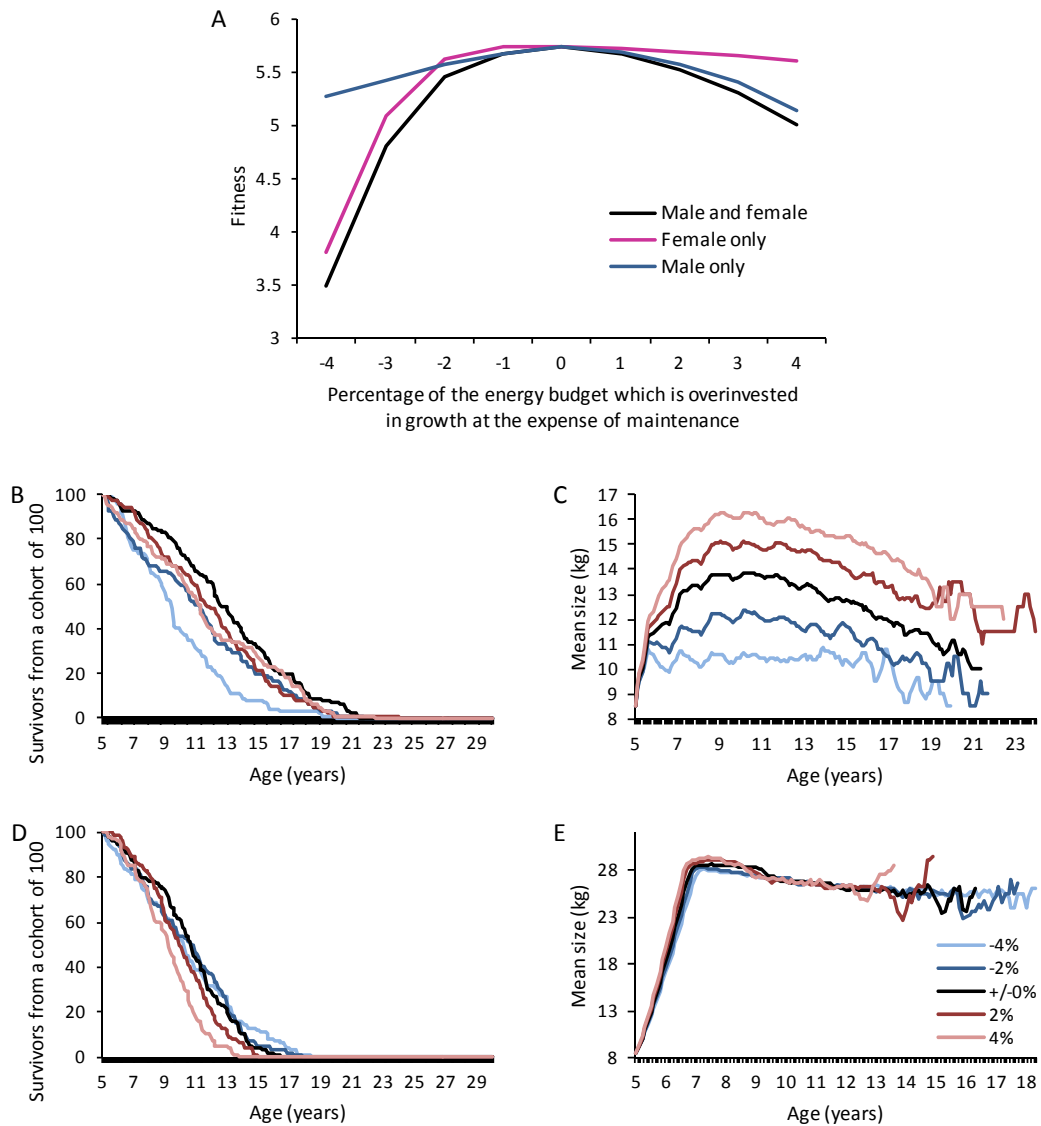 A
6
5.5
5
4.5
4
3.5
3
Fitness
Male and female
Female only
Male only
-4 -3 -2 -1 0 1 2 3 4
Percentage of the energy budget which is overinvested
in growth at the expense of maintenance
B
100
80
60
40
20
0
Survivors from a cohort of 100
5 7 9 11 13 15 17 19 21 23 25 27 29
Age (years)
C
17
16
15
14
13
12
11
10
9
8
Mean size (kg)
5 7 9 11 13 15 17 19 21 23
Age (years)
D
100
80
60
40
20
0
Survivors from a cohort of 100
5 7 9 11 13 15 17 19 21 23 25 27 29
Age (years)
E
28
23
18
13
8
Mean size (kg)
-4%
-2%
+/-0%
2%
4%
5 6 7 8 9 10 11 12 13 14 15 16 17 18
Age (years)